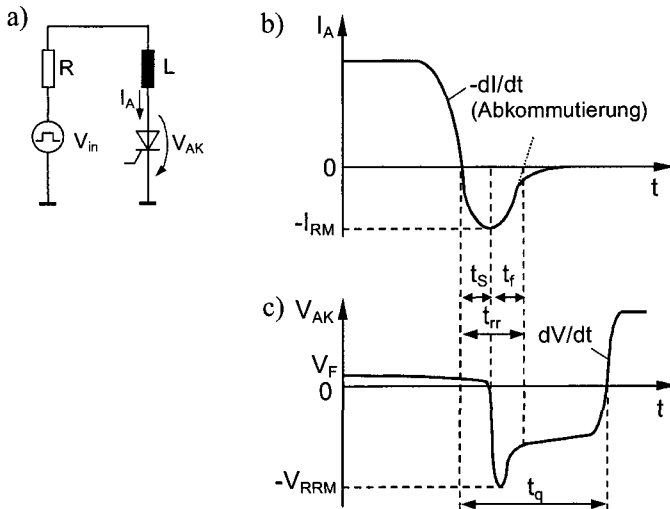 a)
R
L
I_A
V_in
V_AK
b)
I_A
-dI/dt
(Abkommutierung)
0
t
-I_RM
t_S
t_f
t_rr
c)
V_AK
dV/dt
V_F
0
t
-V_RRM
t_q